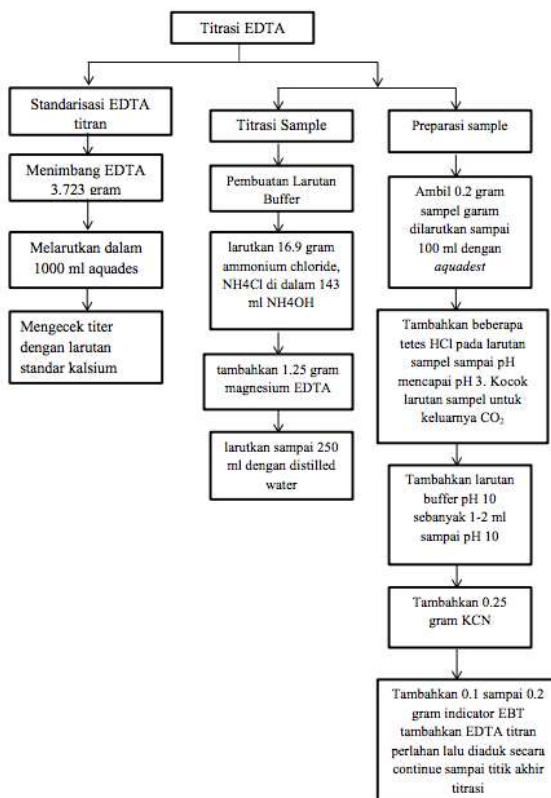 Titrasi EDTA
Standarisasi EDTA
titran
Menimbang EDTA
3.723 gram
Melarutkan dalam
1000 ml aquades
Mengecek titer
dengan larutan
standar kalsium
Titrasi Sample
Pembuatan Larutan
Buffer
larutkan 16.9 gram
ammonium chloride,
NH4Cl di dalam 143
ml NH4OH
tambahkan 1.25 gram
magnesium EDTA
larutkan sampai 250
ml dengan distilled
water
Preparasi sample
Ambil 0.2 gram
sampel garam
dilarutkan sampai
100 ml dengan
aquadest
Tambahkan beberapa
tetes HCl pada larutan
sampel sampai pH
mencapai pH 3. Kocok
larutan sampel untuk
keluarnya CO₂
Tambahkan larutan
buffer pH 10
sebanyak 1-2 ml
sampai pH 10
Tambahkan 0.25
gram KCN
Tambahkan 0.1 sampai 0.2
gram indicator EBT
tambahkan EDTA titran
perlahan lalu diaduk secara
continue sampai titik akhir
titrasi